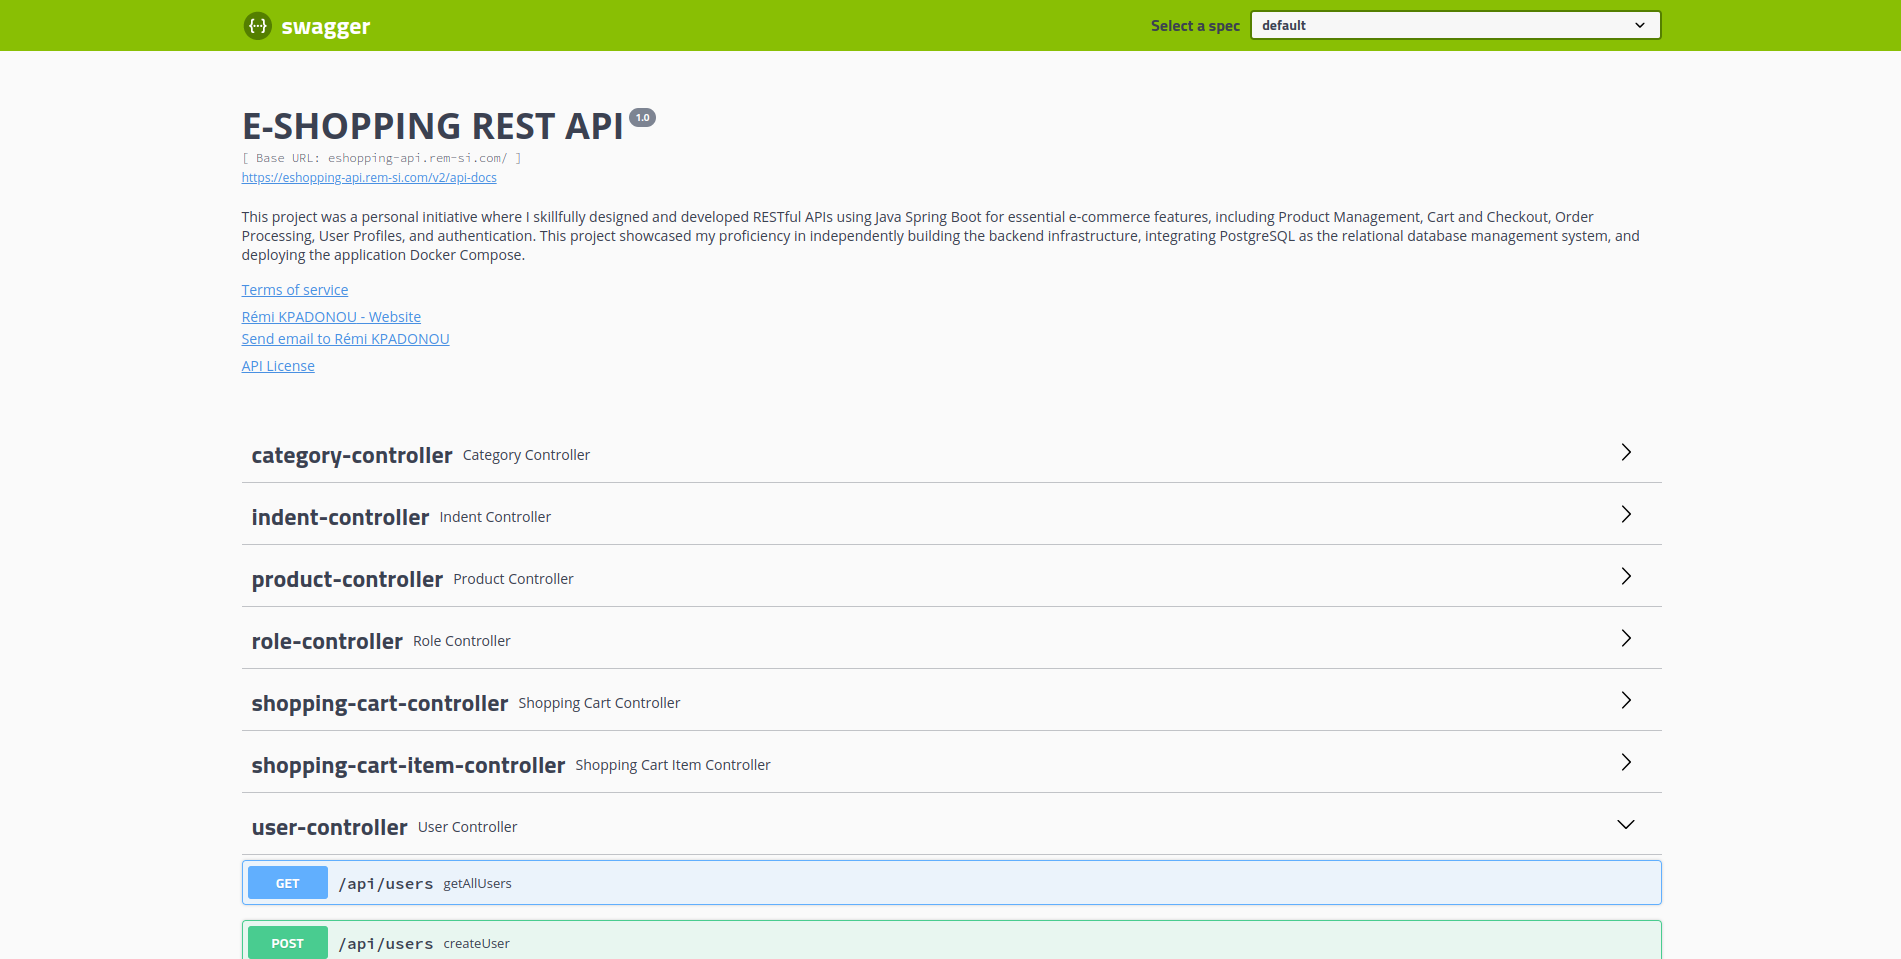 {...} swagger
Select a spec default
E-SHOPPING REST API 1.0
[ Base URL: eshopping-api.rem-si.com/ ]
https://eshopping-api.rem-si.com/v2/api-docs
This project was a personal initiative where I skillfully designed and developed RESTful APIs using Java Spring Boot for essential e-commerce features, including Product Management, Cart and Checkout, Order
Processing, User Profiles, and authentication. This project showcased my proficiency in independently building the backend infrastructure, integrating PostgreSQL as the relational database management system, and
deploying the application Docker Compose.
Terms of service
Rémi KPADONOU - Website
Send email to Rémi KPADONOU
API License
category-controller Category Controller
indent-controller Indent Controller
product-controller Product Controller
role-controller Role Controller
shopping-cart-controller Shopping Cart Controller
shopping-cart-item-controller Shopping Cart Item Controller
user-controller User Controller
GET /api/users getAllUsers
POST /api/users createUser